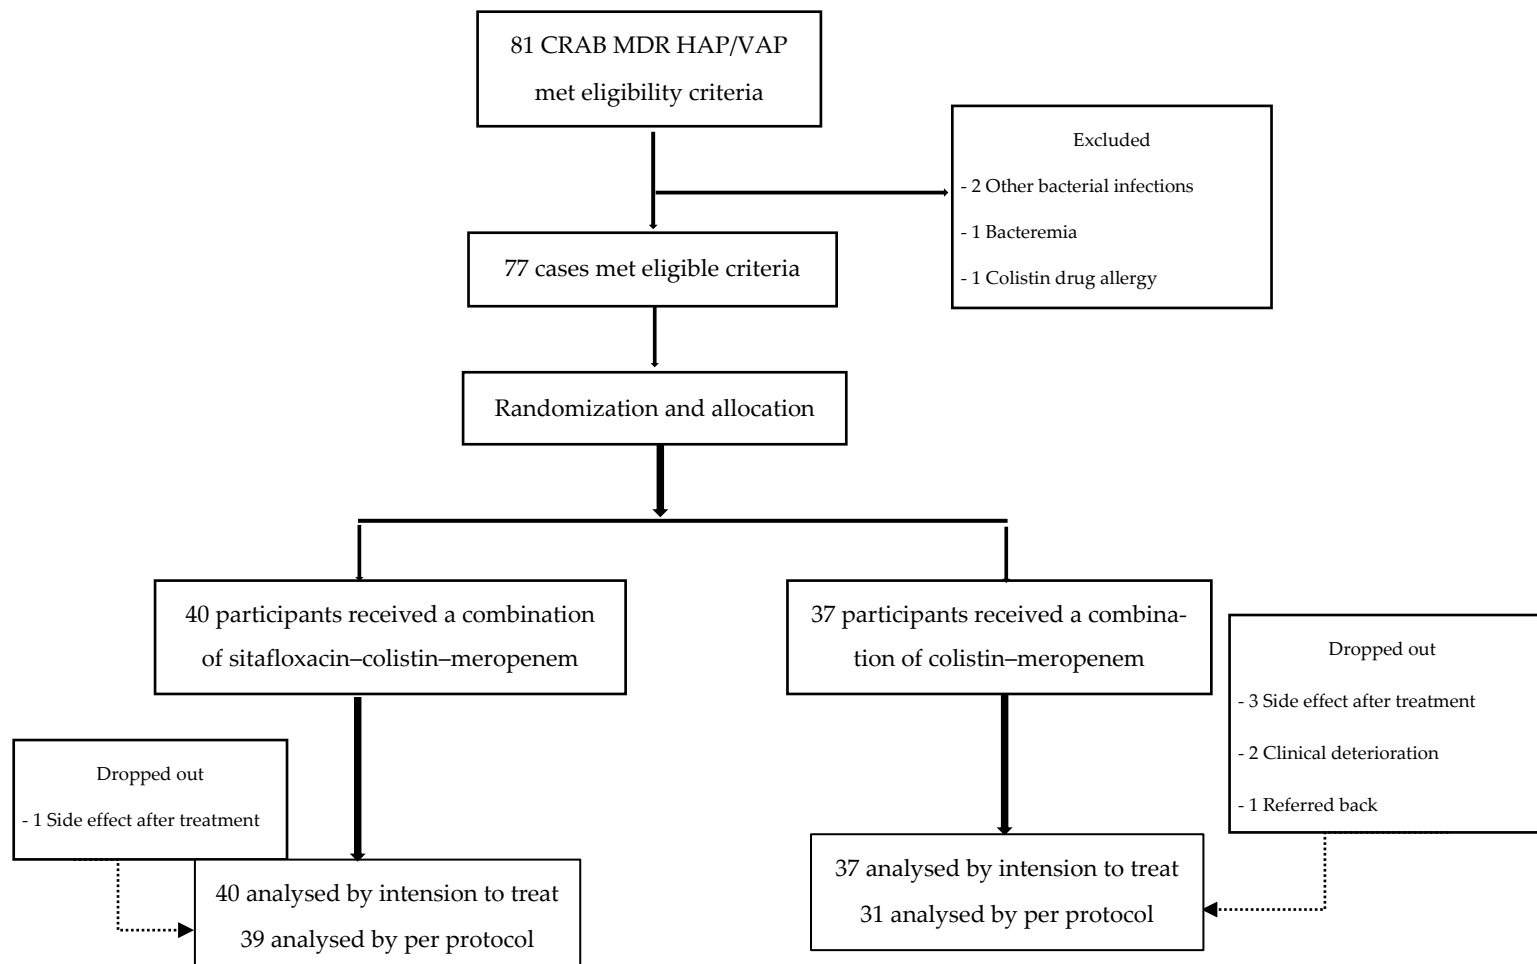 81 CRAB MDR HAP/VAP
met eligibility criteria
Excluded
- 2 Other bacterial infections
- 1 Bacteremia
- 1 Colistin drug allergy
77 cases met eligible criteria
Randomization and allocation
40 participants received a combination
of sitafloxacin–colistin–meropenem
37 participants received a combina-
tion of colistin–meropenem
Dropped out
- 3 Side effect after treatment
- 2 Clinical deterioration
- 1 Referred back
Dropped out
- 1 Side effect after treatment
40 analysed by intension to treat
39 analysed by per protocol
37 analysed by intension to treat
31 analysed by per protocol